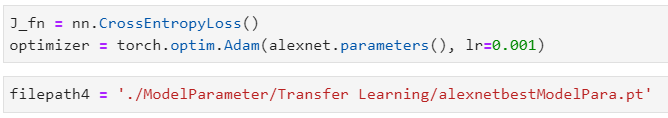 J_fn = nn.CrossEntropyLoss()
optimizer = torch.optim.Adam(alexnet.parameters(), lr=0.001)
filepath4 = './ModelParameter/Transfer Learning/alexnetbestModelPara.pt'